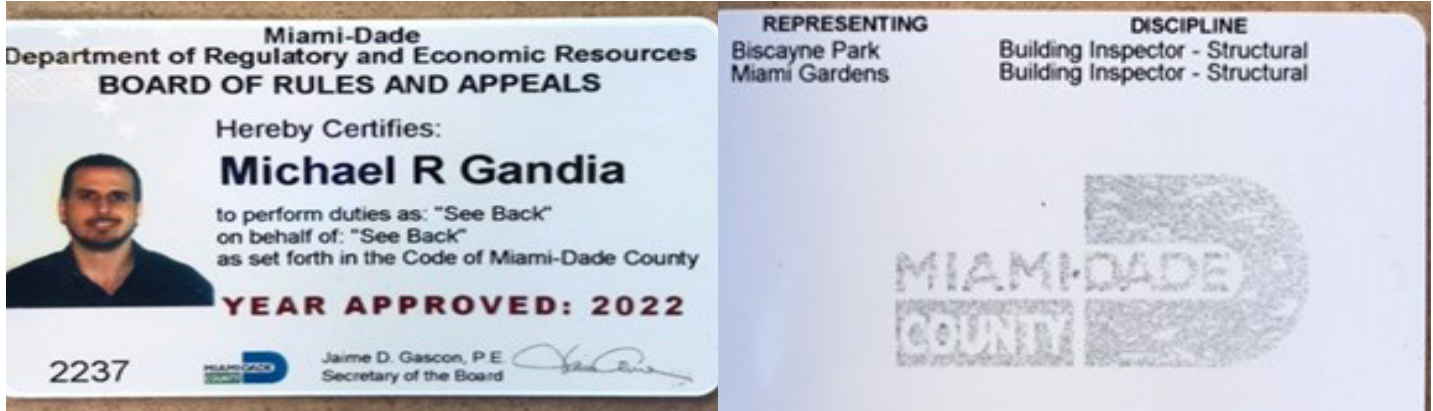 Miami-Dade
Department of Regulatory and Economic Resources
BOARD OF RULES AND APPEALS
Hereby Certifies:
Michael R Gandia
to perform duties as: "See Back"
on behalf of: "See Back"
as set forth in the Code of Miami-Dade County
YEAR APPROVED: 2022
2237
MIAMI-DADE
COUNTY
Jaime D. Gascon, P.E.
Secretary of the Board
REPRESENTING DISCIPLINE
Biscayne Park Building Inspector - Structural
Miami Gardens Building Inspector - Structural
MIAMI-DADE
COUNTY